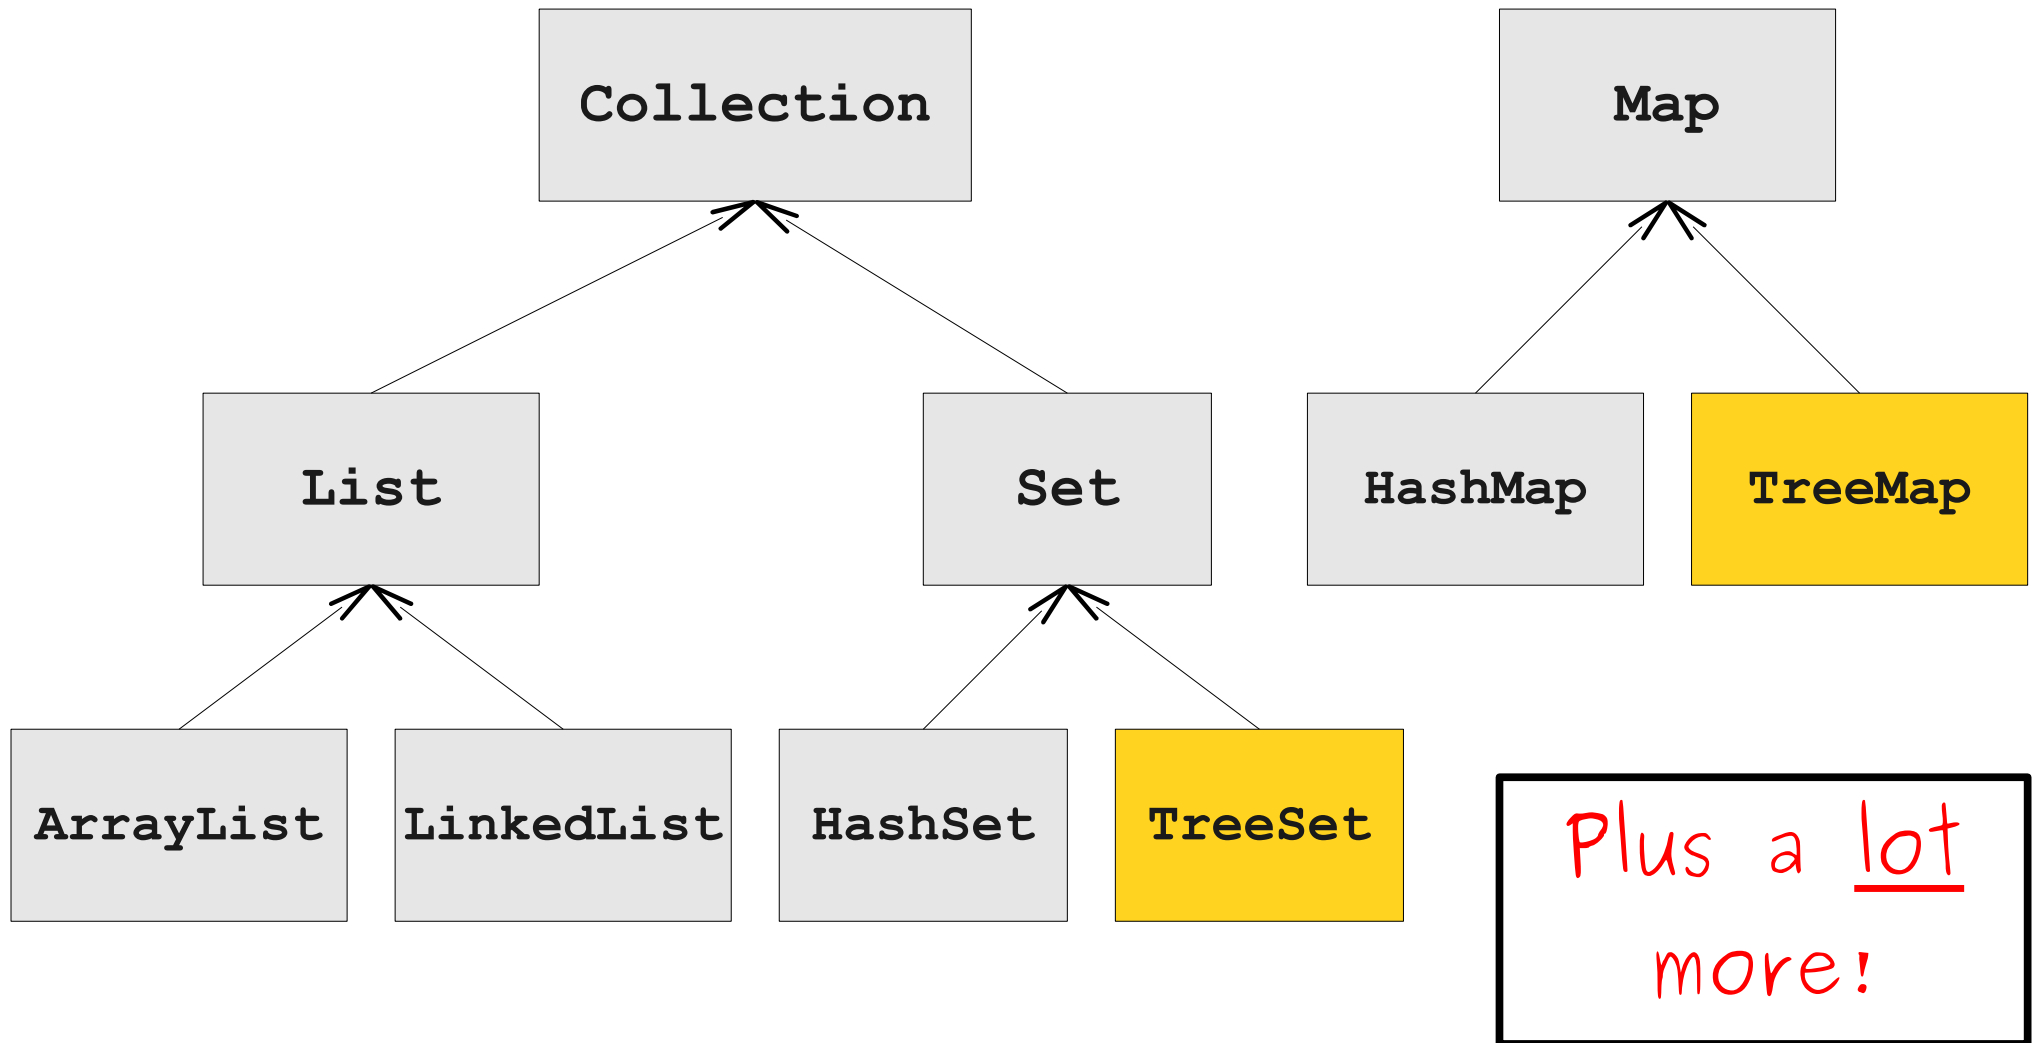 Collection
Map
List
Set
HashMap
TreeMap
ArrayList
LinkedList
HashSet
TreeSet
Plus a lot
more!